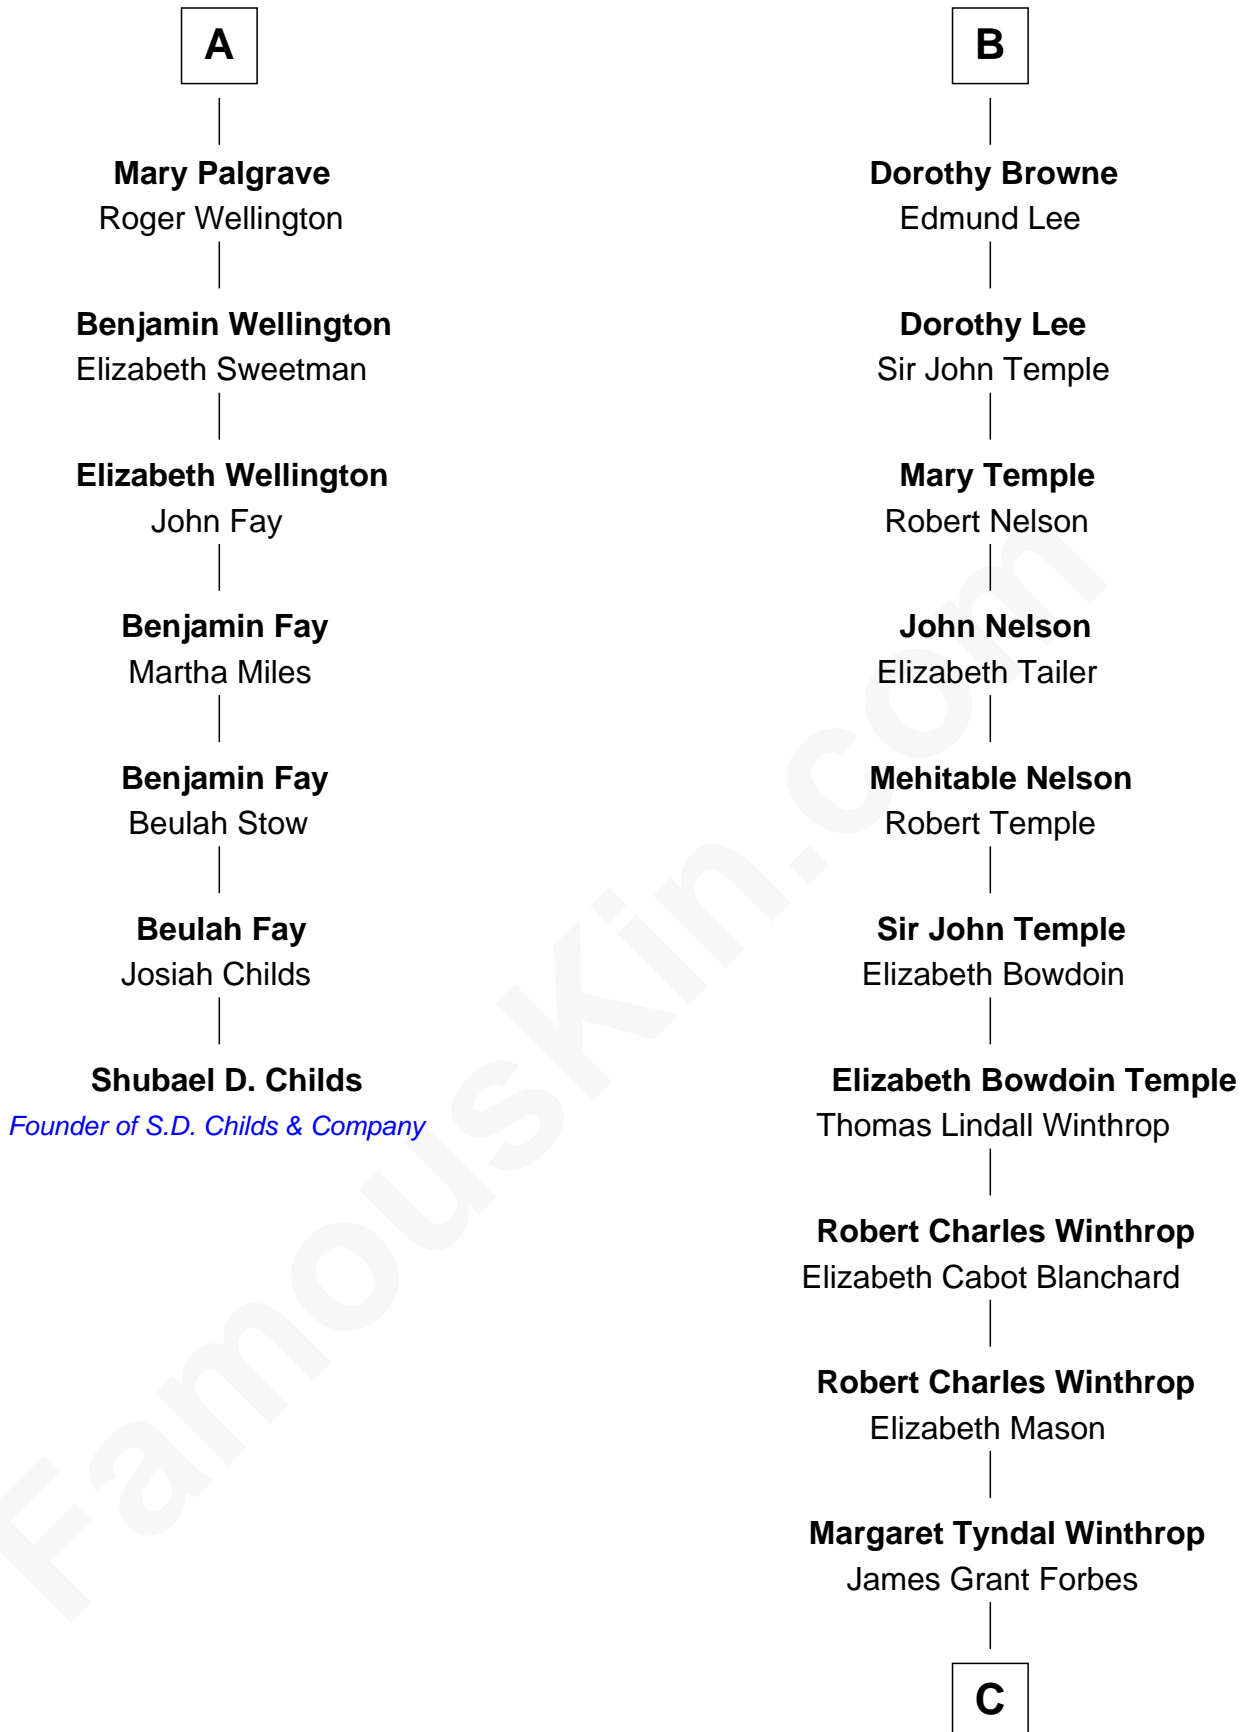 A
Mary Palgrave
Roger Wellington
Benjamin Wellington
Elizabeth Sweetman
Elizabeth Wellington
John Fay
Benjamin Fay
Martha Miles
Benjamin Fay
Beulah Stow
Beulah Fay
Josiah Childs
Shubael D. Childs
Founder of S.D. Childs & Company
B
Dorothy Browne
Edmund Lee
Dorothy Lee
Sir John Temple
Mary Temple
Robert Nelson
John Nelson
Elizabeth Tailer
Mehitable Nelson
Robert Temple
Sir John Temple
Elizabeth Bowdoin
Elizabeth Bowdoin Temple
Thomas Lindall Winthrop
Robert Charles Winthrop
Elizabeth Cabot Blanchard
Robert Charles Winthrop
Elizabeth Mason
Margaret Tyndal Winthrop
James Grant Forbes
C
FamousKin.com